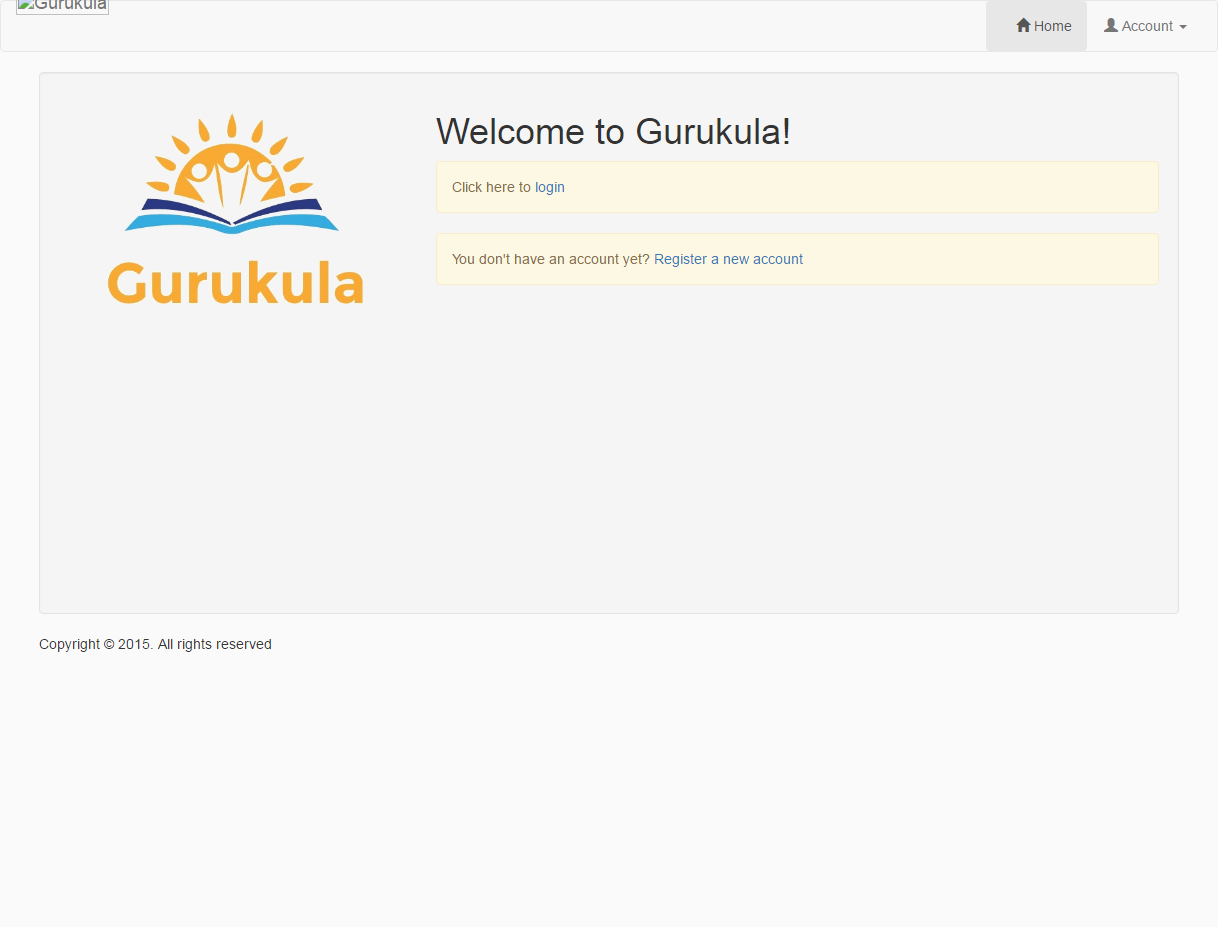 Gurukula
Home
Account
Gurukula
Welcome to Gurukula!
Click here to login
You don't have an account yet? Register a new account
Copyright © 2015. All rights reserved